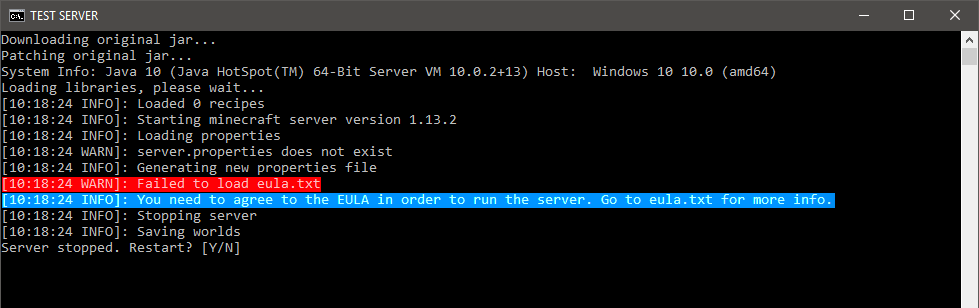 TEST SERVER
Downloading original jar...
Patching original jar...
System Info: Java 10 (Java HotSpot(TM) 64-Bit Server VM 10.0.2+13) Host:  Windows 10 10.0 (amd64)
Loading libraries, please wait...
[10:18:24 INFO]: Loaded 0 recipes
[10:18:24 INFO]: Starting minecraft server version 1.13.2
[10:18:24 INFO]: Loading properties
[10:18:24 WARN]: server.properties does not exist
[10:18:24 INFO]: Generating new properties file
[10:18:24 WARN]: Failed to load eula.txt
[10:18:24 INFO]: You need to agree to the EULA in order to run the server. Go to eula.txt for more info.
[10:18:24 INFO]: Stopping server
[10:18:24 INFO]: Saving worlds
Server stopped. Restart? [Y/N]